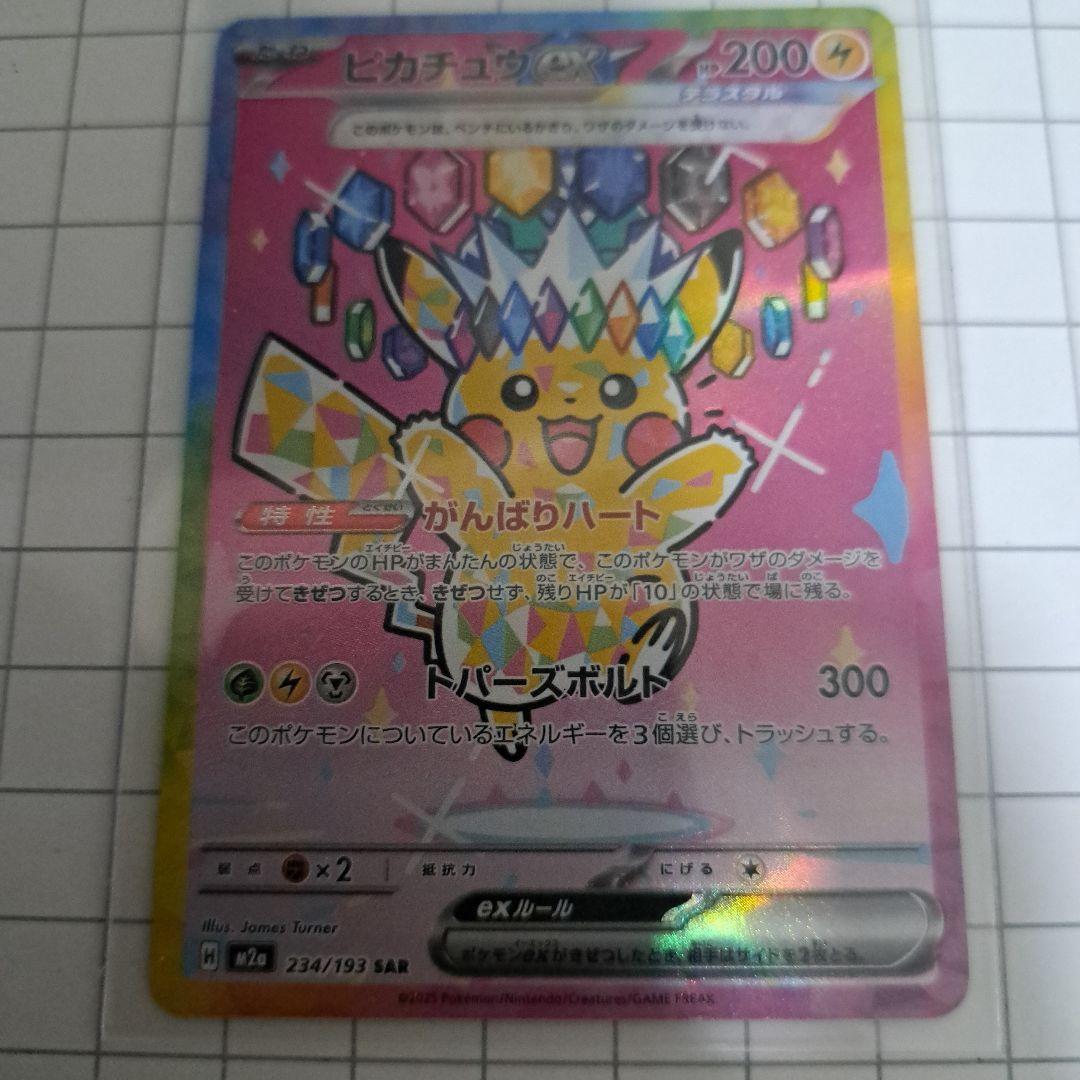 たね
ピカチュウex
HP 200
テラスタル
このポケモンは、ベンチにいるかぎり、ワザのダメージを受けない。
特性 とくせい がんばりハート
このポケモンのHPがまんたんの状態で、このポケモンがワザのダメージを
受けてきぜつするとき、きぜつせず、残りHPが「10」の状態で場に残る。
トパーズボルト 300
このポケモンについているエネルギーを3個選び、トラッシュする。
弱点 ×2 抵抗力 にげる
exルール
Illus. James Turner
ポケモンexがきぜつしたとき、相手はサイドを2枚とる。
H M2a 234/193 SAR
©2025 Pokémon/Nintendo/Creatures/GAME FREAK.